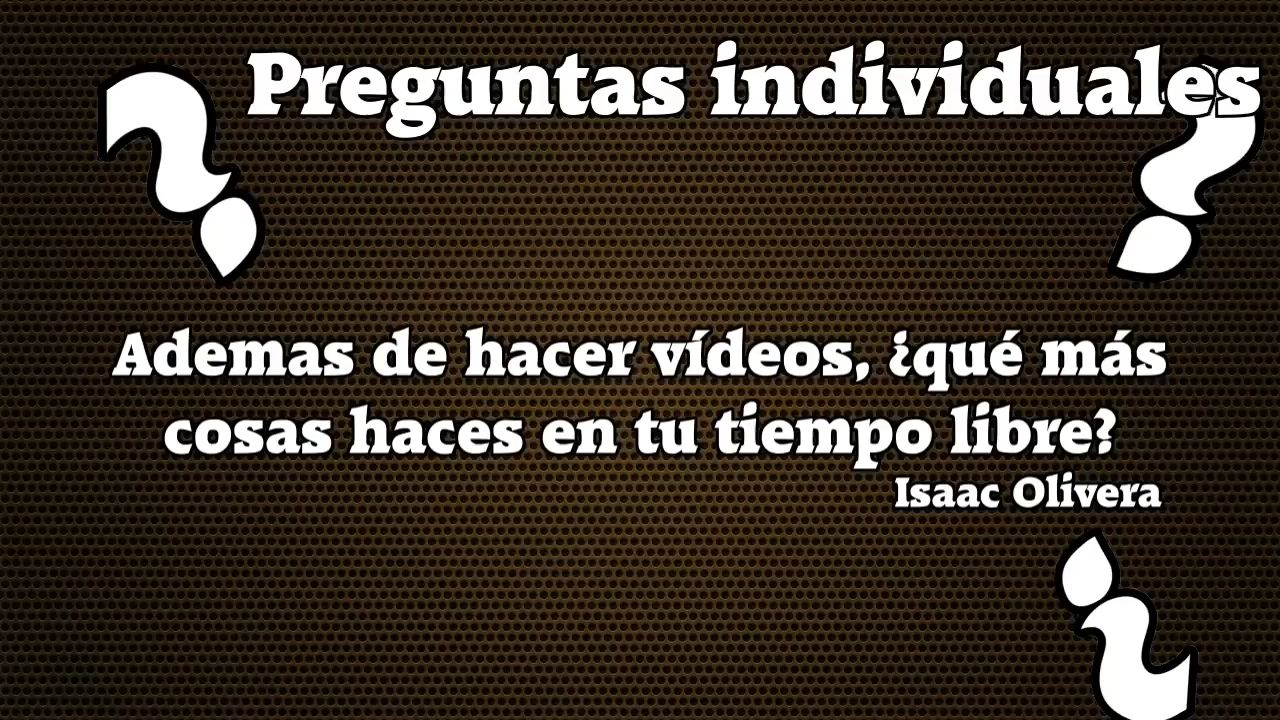 Preguntas individuales
Ademas de hacer vídeos, ¿qué más
cosas haces en tu tiempo libre?
Isaac Olivera